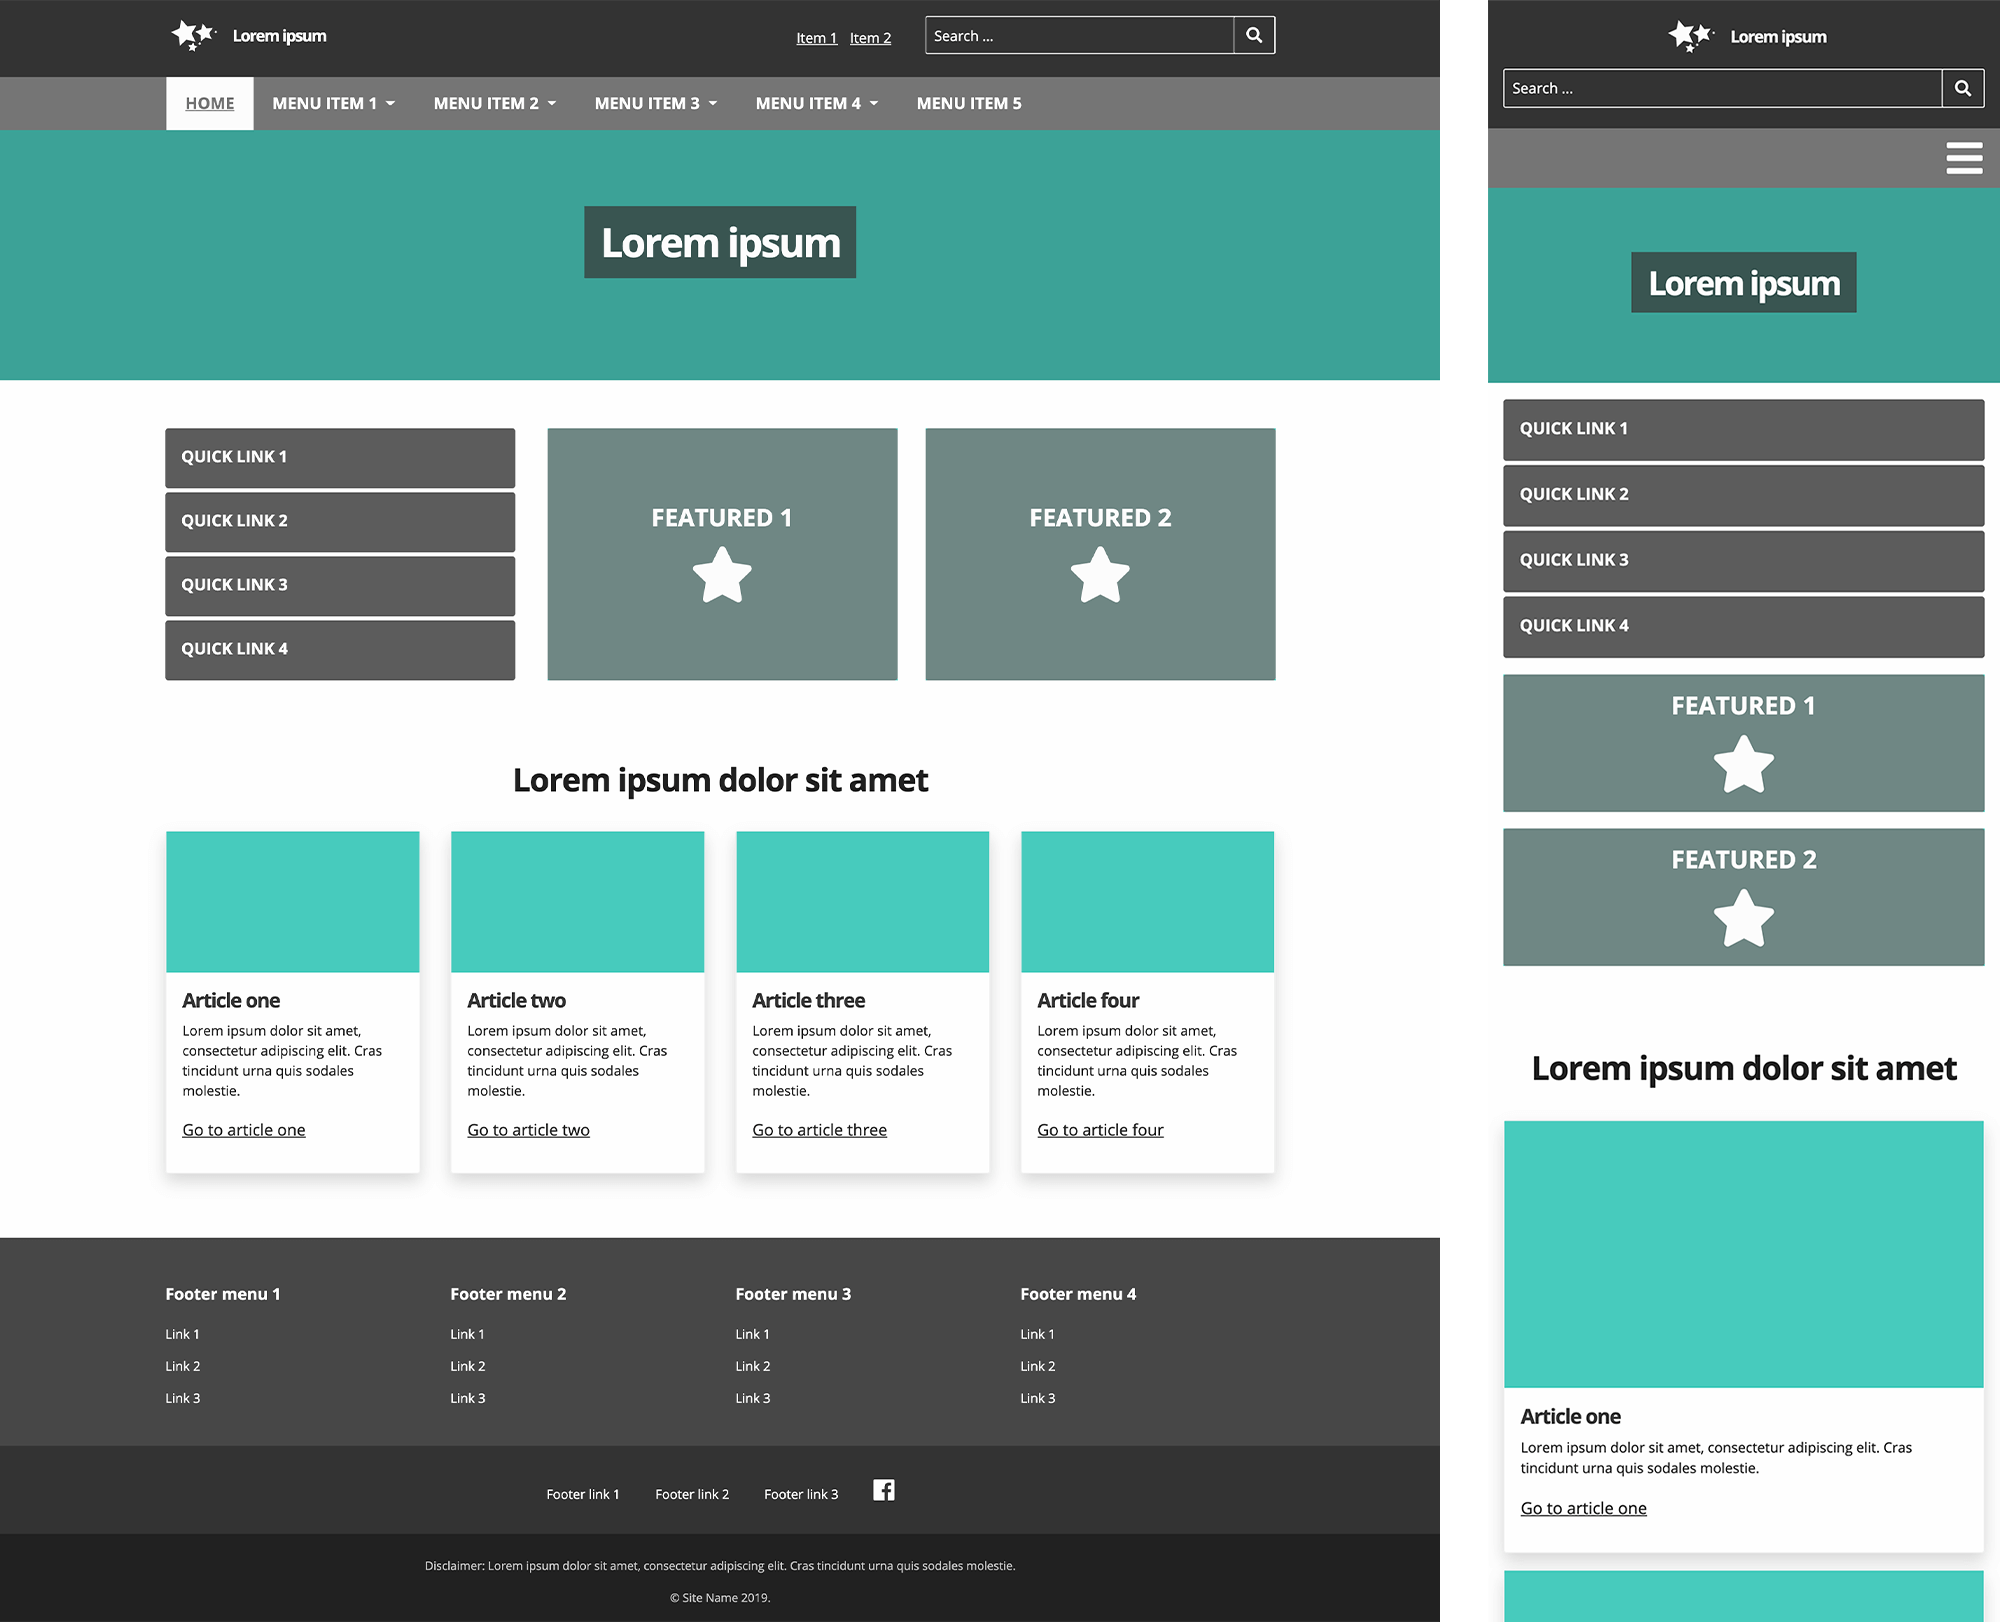 Lorem ipsum
Item 1 Item 2
Search ...
HOME MENU ITEM 1 MENU ITEM 2 MENU ITEM 3 MENU ITEM 4 MENU ITEM 5
Lorem ipsum
QUICK LINK 1
QUICK LINK 2
QUICK LINK 3
QUICK LINK 4
FEATURED 1
FEATURED 2
Lorem ipsum dolor sit amet
Article one
Lorem ipsum dolor sit amet,
consectetur adipiscing elit. Cras
tincidunt urna quis sodales
molestie.
Go to article one
Article two
Lorem ipsum dolor sit amet,
consectetur adipiscing elit. Cras
tincidunt urna quis sodales
molestie.
Go to article two
Article three
Lorem ipsum dolor sit amet,
consectetur adipiscing elit. Cras
tincidunt urna quis sodales
molestie.
Go to article three
Article four
Lorem ipsum dolor sit amet,
consectetur adipiscing elit. Cras
tincidunt urna quis sodales
molestie.
Go to article four
Footer menu 1
Link 1
Link 2
Link 3
Footer menu 2
Link 1
Link 2
Link 3
Footer menu 3
Link 1
Link 2
Link 3
Footer menu 4
Link 1
Link 2
Link 3
Footer link 1 Footer link 2 Footer link 3
Disclaimer: Lorem ipsum dolor sit amet, consectetur adipiscing elit. Cras tincidunt urna quis sodales molestie.
© Site Name 2019.
Lorem ipsum
Search ...
Lorem ipsum
QUICK LINK 1
QUICK LINK 2
QUICK LINK 3
QUICK LINK 4
FEATURED 1
FEATURED 2
Lorem ipsum dolor sit amet
Article one
Lorem ipsum dolor sit amet, consectetur adipiscing elit. Cras
tincidunt urna quis sodales molestie.
Go to article one